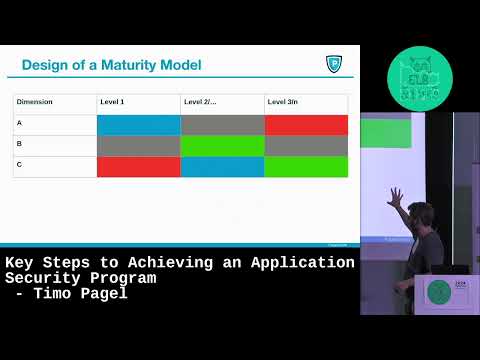 Design of a Maturity Model
Dimension Level 1 Level 2/... Level 3/n
A
B
C
Key Steps to Achieving an Application
Security Program
- Timo Pagel